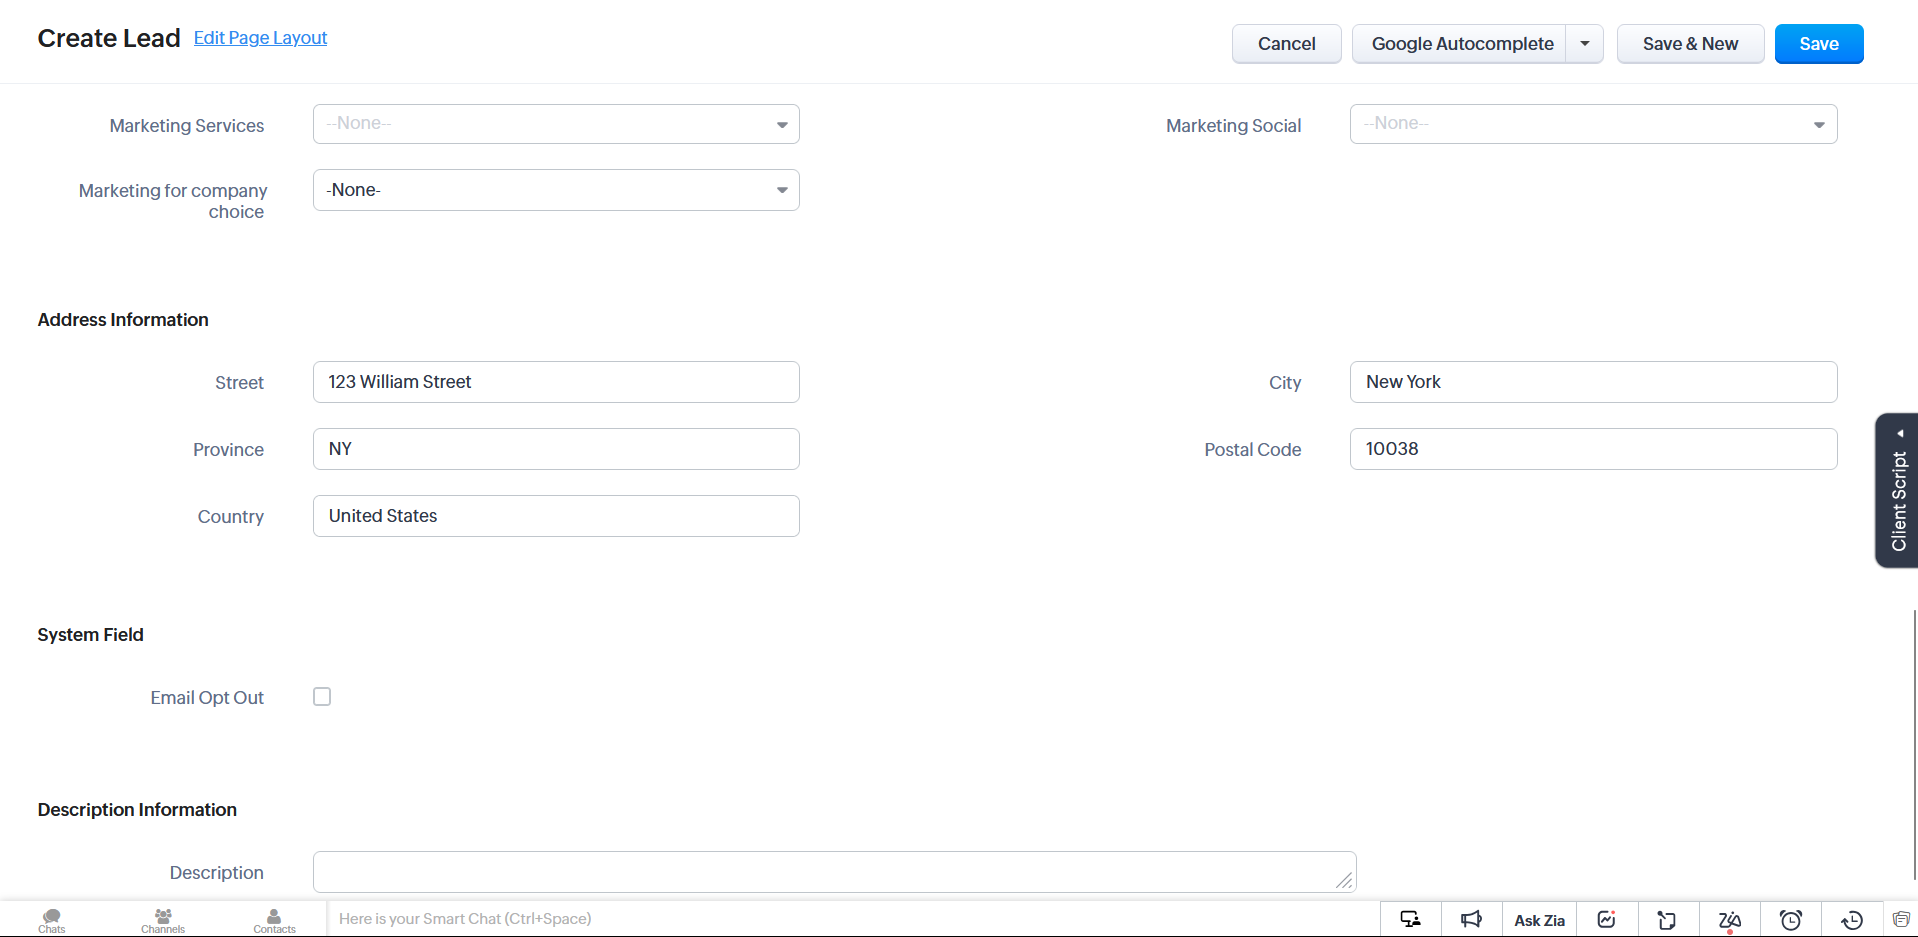 Create Lead Edit Page Layout
Cancel Google Autocomplete Save & New Save
Marketing Services --None--
Marketing Social --None--
Marketing for company -None-
choice
Address Information
Street 123 William Street
City New York
Province NY
Postal Code 10038
Country United States
Client Script
System Field
Email Opt Out
Description Information
Description
Chats Channels Contacts Here is your Smart Chat (Ctrl+Space) Ask Zia